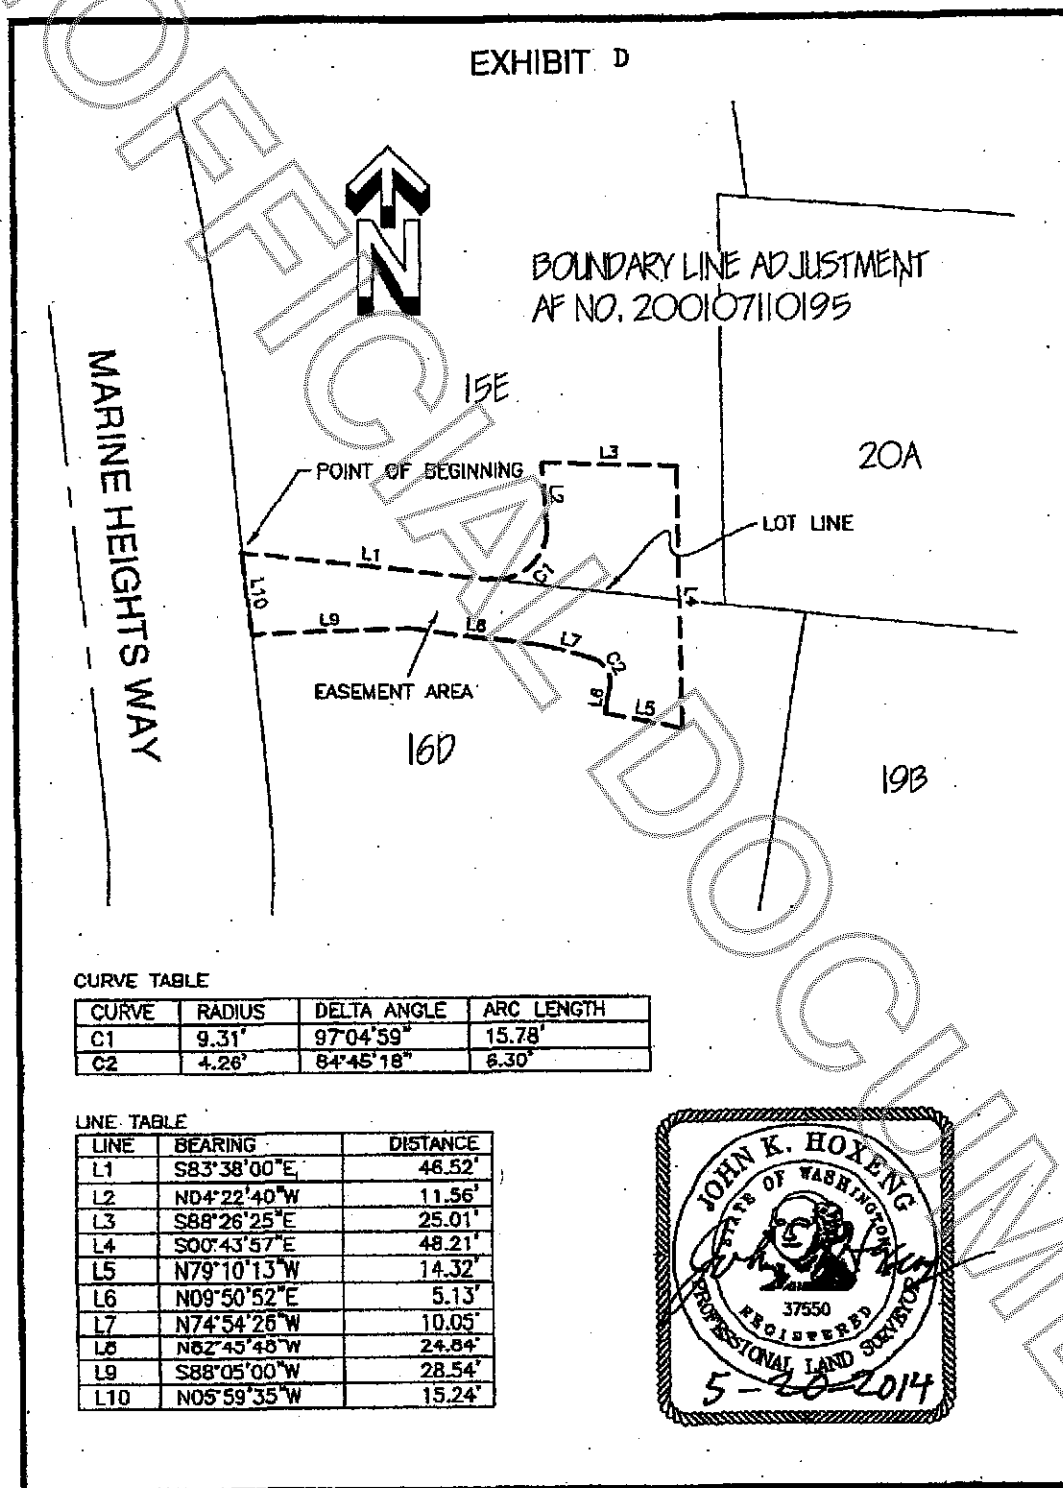 EXHIBIT D
BOUNDARY LINE ADJUSTMENT
AF NO. 200107110195
MARINE HEIGHTS WAY
15E
20A
L3
POINT OF BEGINNING
L2
LOT LINE
L1
C1
L10
L4
L9
L8
L7
C2
EASEMENT AREA
L6
L5
16D
19B
CURVE TABLE
CURVE RADIUS DELTA ANGLE ARC LENGTH
C1 9.31' 97°04'59" 15.78'
C2 4.26' 84°45'18" 6.30'
LINE TABLE
LINE BEARING DISTANCE
L1 S83°38'00"E 46.52'
L2 N04°22'40"W 11.56'
L3 S88°26'25"E 25.01'
L4 S00°43'57"E 48.21'
L5 N79°10'13"W 14.32'
L6 N09°50'52"E 5.13'
L7 N74°54'26"W 10.05'
L8 N82°45'48"W 24.84'
L9 S88°05'00"W 28.54'
L10 N05°59'35"W 15.24'
JOHN K. HOXENG
STATE OF WASHINGTON
37550
REGISTERED
PROFESSIONAL LAND SURVEYOR
5-20-2014
N
OFFICIAL DOCUME